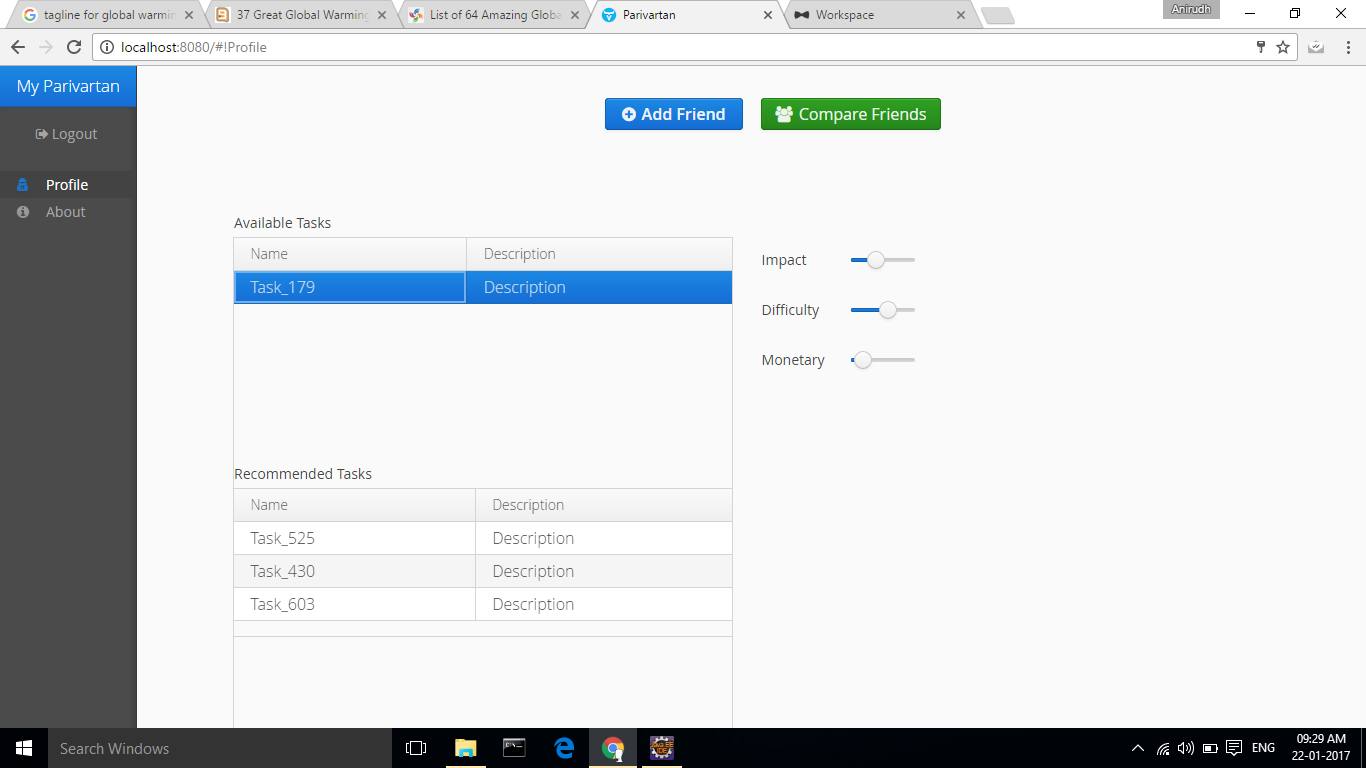 tagline for global warmin
37 Great Global Warming
List of 64 Amazing Globa
Parivartan
Workspace
Anirudh
localhost:8080/#!Profile
My Parivartan
Logout
Profile
About
Add Friend
Compare Friends
Available Tasks
Name Description
Task_179 Description
Impact
Difficulty
Monetary
Recommended Tasks
Name Description
Task_525 Description
Task_430 Description
Task_603 Description
Search Windows
ENG
09:29 AM
22-01-2017